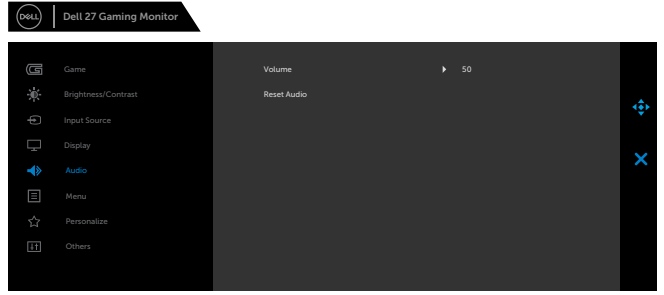 DELL
Dell 27 Gaming Monitor
Game
Brightness/Contrast
Input Source
Display
Audio
Menu
Personalize
Others
Volume 50
Reset Audio